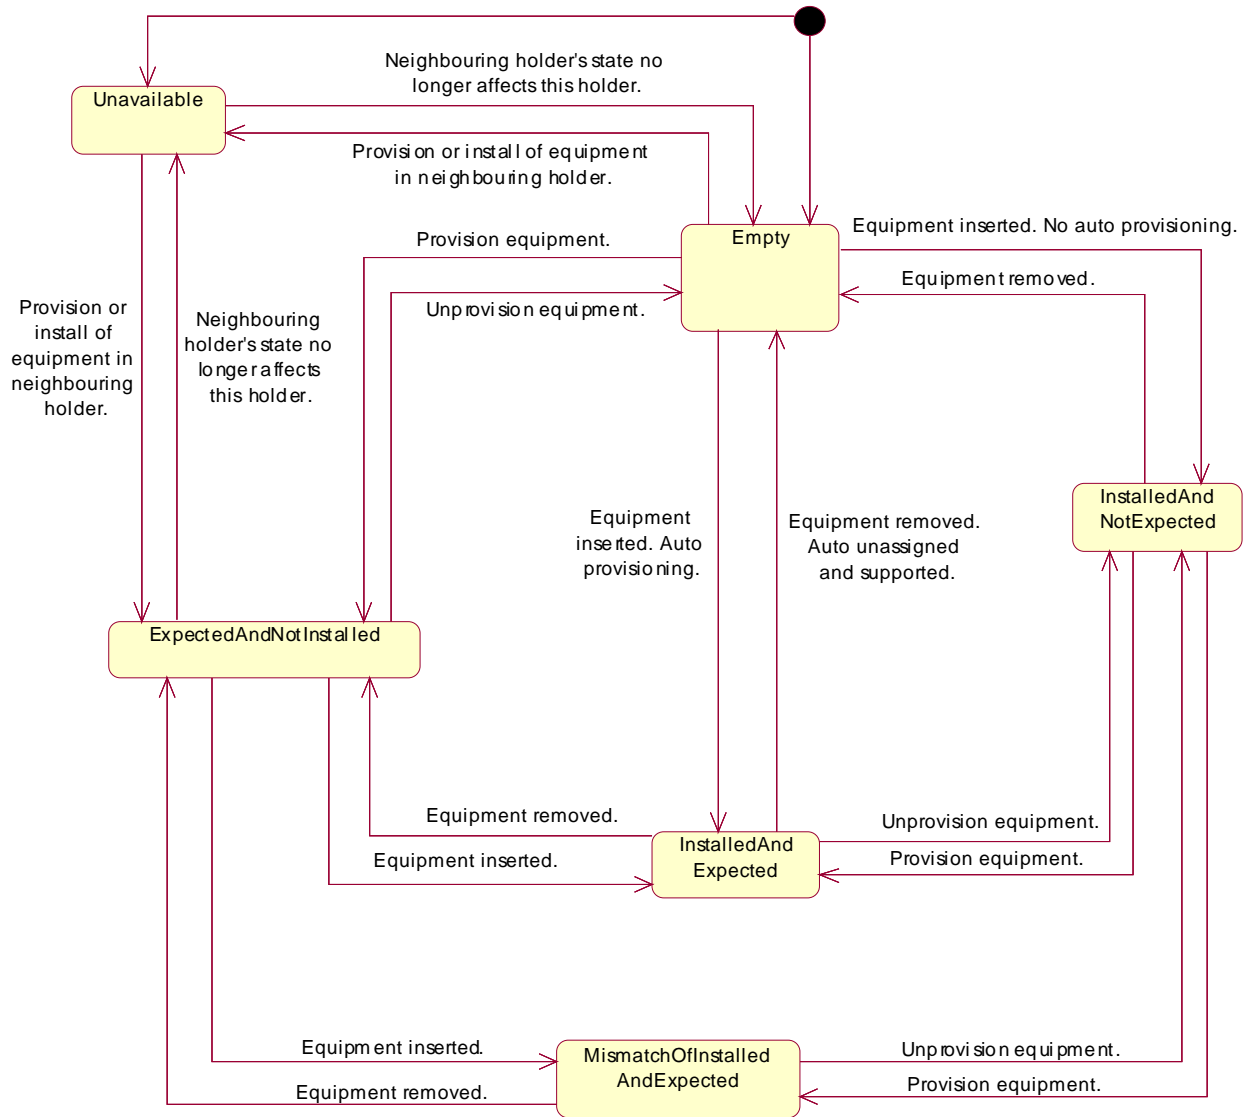 Neighbouring holder's state no
longer affects this holder.
Unavailable
Provision or install of equipment
in neighbouring holder.
Empty
Equipment inserted. No auto provisioning.
Provision equipment.
Equipment removed.
Unprovision equipment.
Provision or
install of
equipment in
neighbouring
holder.
Neighbouring
holder's state no
longer affects
this holder.
InstalledAnd
NotExpected
Equipment
inserted. Auto
provisioning.
Equipment removed.
Auto unassigned
and supported.
ExpectedAndNotInstalled
Equipment removed.
Equipment inserted.
InstalledAnd
Expected
Unprovision equipment.
Provision equipment.
Equipment inserted.
Equipment removed.
MismatchOfInstalled
AndExpected
Unprovision equipment.
Provision equipment.